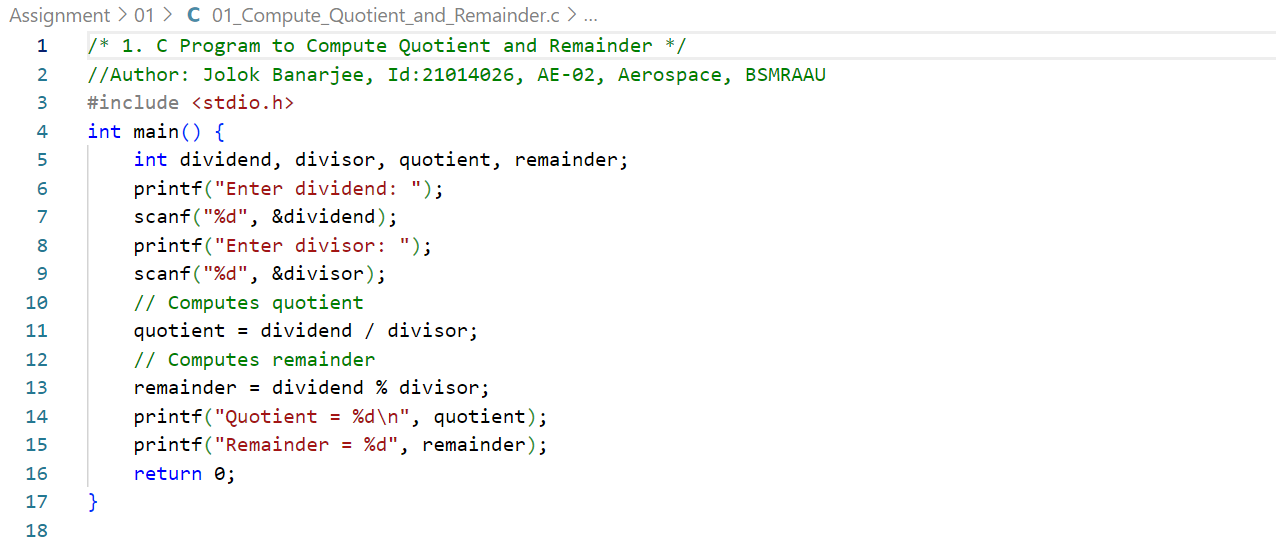 Assignment > 01 > C 01_Compute_Quotient_and_Remainder.c > ...
1 /* 1. C Program to Compute Quotient and Remainder */
2 //Author: Jolok Banarjee, Id:21014026, AE-02, Aerospace, BSMRAAU
3 #include <stdio.h>
4 int main() {
5     int dividend, divisor, quotient, remainder;
6     printf("Enter dividend: ");
7     scanf("%d", &dividend);
8     printf("Enter divisor: ");
9     scanf("%d", &divisor);
10     // Computes quotient
11     quotient = dividend / divisor;
12     // Computes remainder
13     remainder = dividend % divisor;
14     printf("Quotient = %d\n", quotient);
15     printf("Remainder = %d", remainder);
16     return 0;
17 }
18